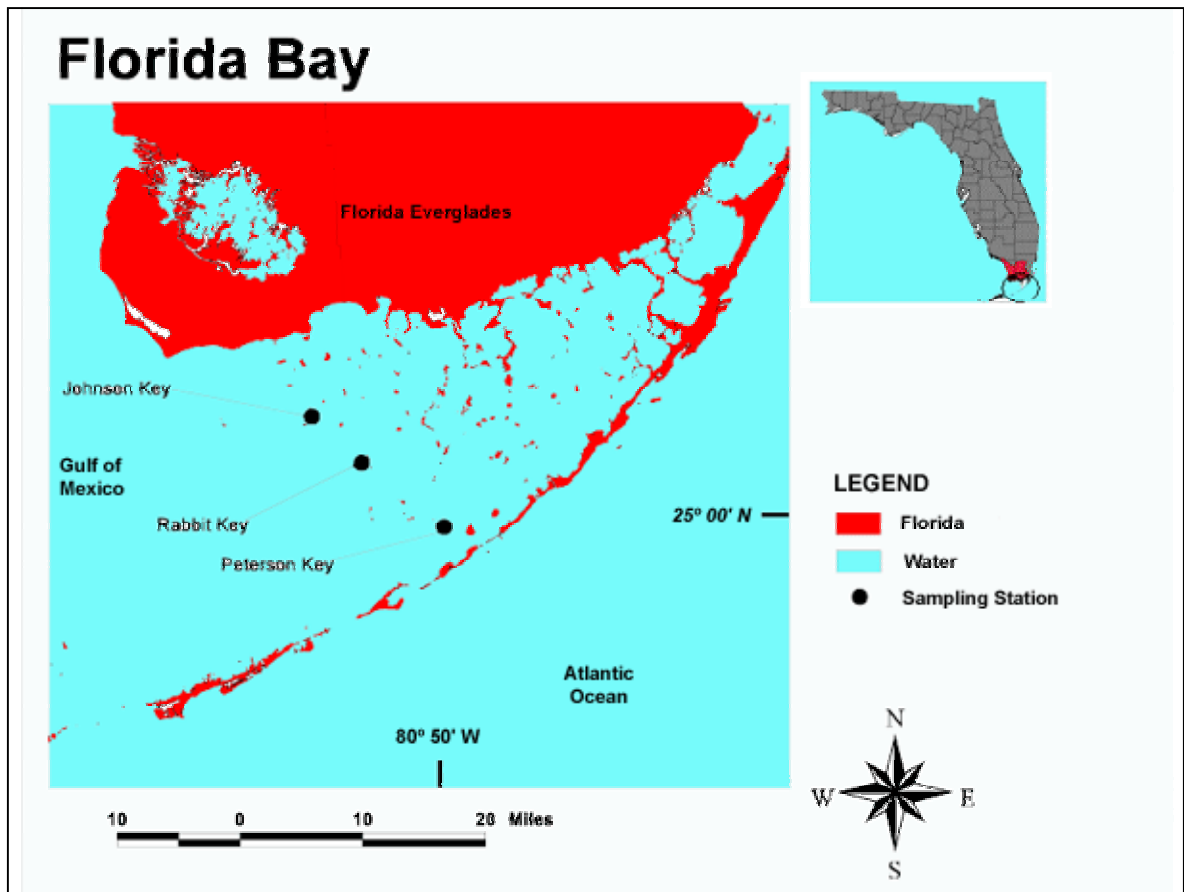 Florida Bay
Florida Everglades
Johnson Key
Gulf of
Mexico
Rabbit Key
Peterson Key
25º 00' N
Atlantic
Ocean
80º 50' W
10 0 10 20 Miles
LEGEND
Florida
Water
Sampling Station
N
W E
S